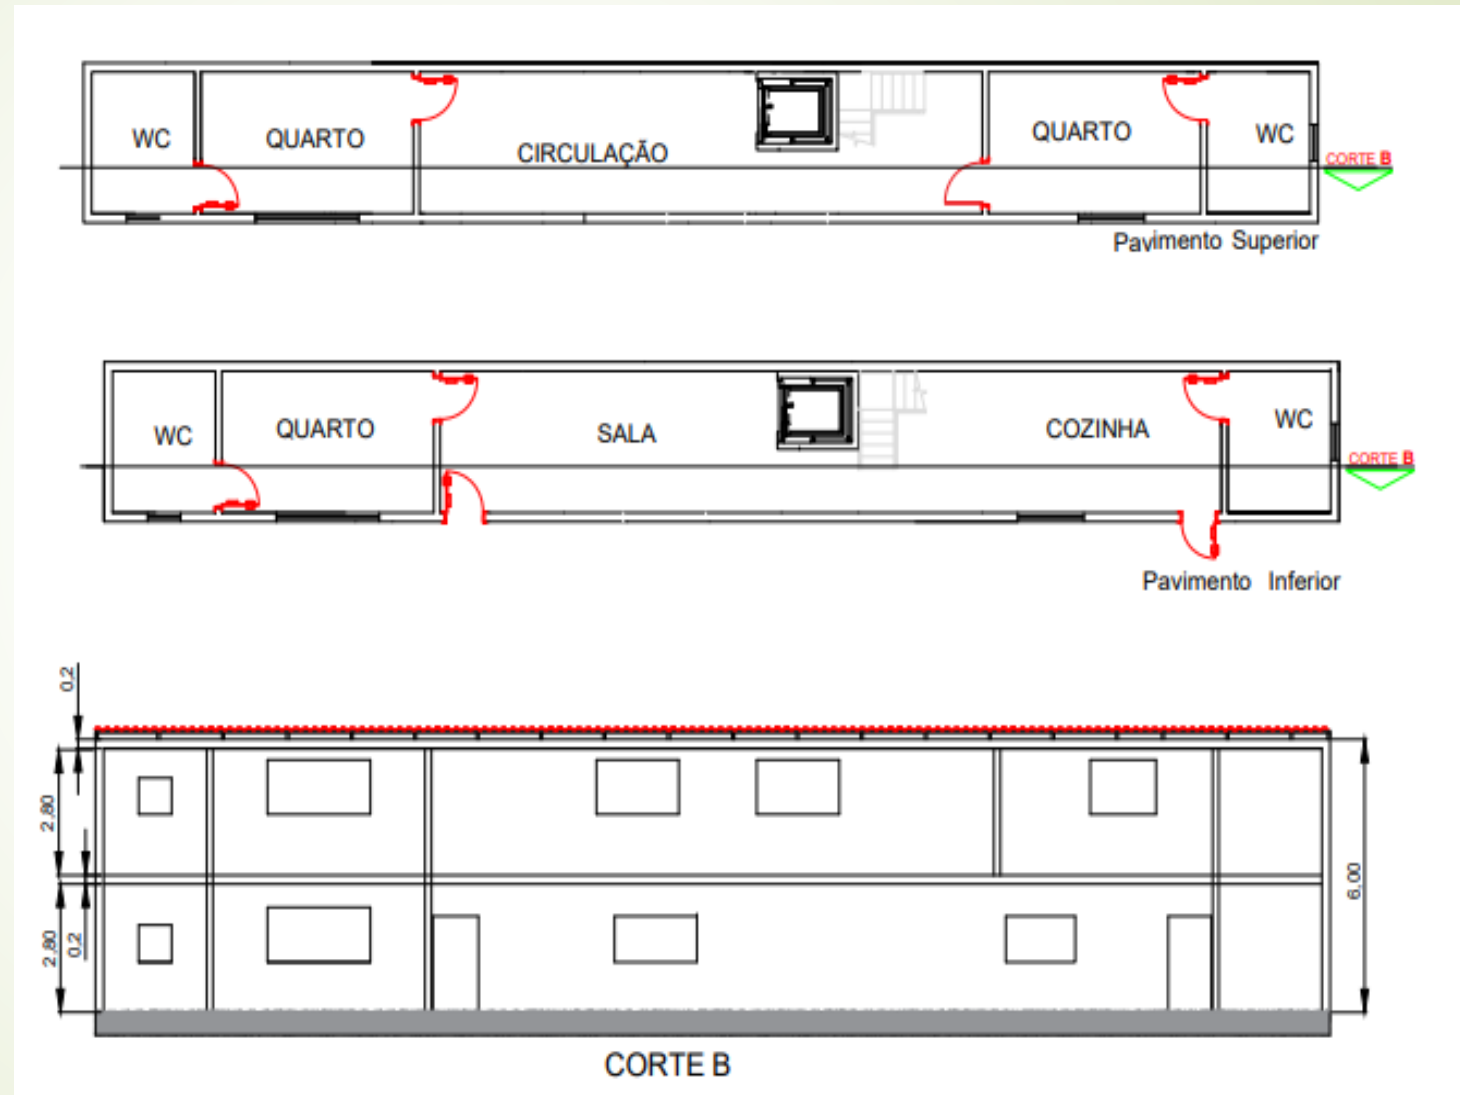 WC
QUARTO
CIRCULAÇÃO
QUARTO
WC
CORTE B
Pavimento Superior
WC
QUARTO
SALA
COZINHA
WC
CORTE B
Pavimento Inferior
0,2
2,80
2,80
0,2
6,00
CORTE B